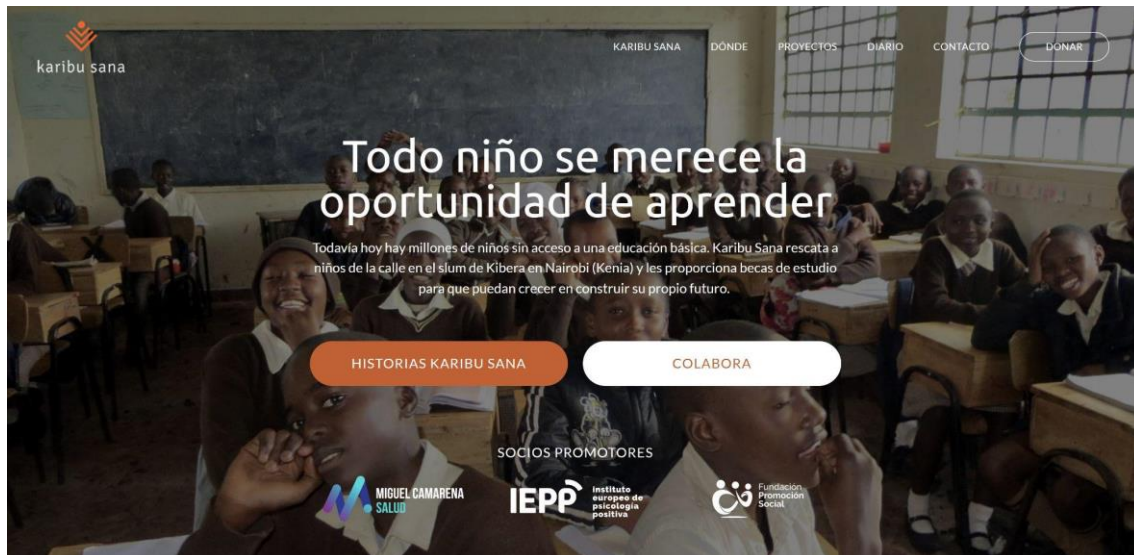 karibu sana
KARIBU SANA DÓNDE PROYECTOS DIARIO CONTACTO DONAR
Todo niño se merece la
oportunidad de aprender
Todavía hoy hay millones de niños sin acceso a una educación básica. Karibu Sana rescata a
niños de la calle en el slum de Kibera en Nairobi (Kenia) y les proporciona becas de estudio
para que puedan crecer en construir su propio futuro.
HISTORIAS KARIBU SANA
COLABORA
SOCIOS PROMOTORES
MIGUEL CAMARENA
SALUD
IEPP
instituto
europeo de
psicología
positiva
Fundación
Promoción
Social